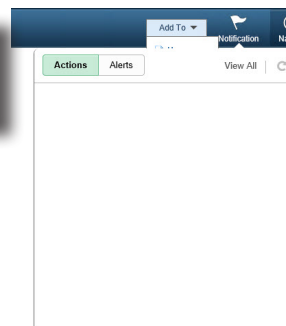 Add To
Notification
Actions
Alerts
View All